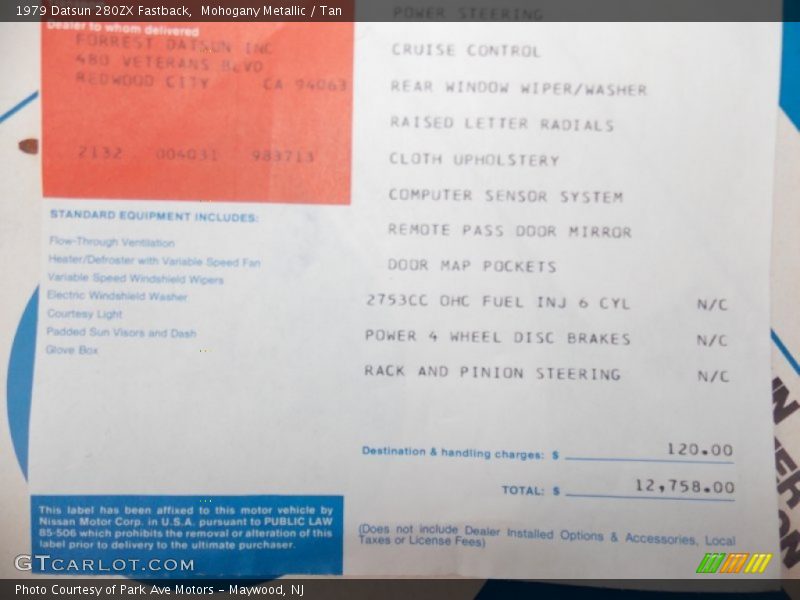 1979 Datsun 280ZX Fastback,  Mohogany Metallic / Tan
Dealer to whom delivered
FORREST DATSUN INC
480 VETERANS BLVD
REDWOOD CITY CA 94063
2132 004031 983713
STANDARD EQUIPMENT INCLUDES:
Flow-Through Ventilation
Heater/Defroster with Variable Speed Fan
Variable Speed Windshield Wipers
Electric Windshield Washer
Courtesy Light
Padded Sun Visors and Dash
Glove Box
This label has been affixed to this motor vehicle by
Nissan Motor Corp. in U.S.A. pursuant to PUBLIC LAW
85-506 which prohibits the removal or alteration of this
label prior to delivery to the ultimate purchaser.
POWER STEERING
CRUISE CONTROL
REAR WINDOW WIPER/WASHER
RAISED LETTER RADIALS
CLOTH UPHOLSTERY
COMPUTER SENSOR SYSTEM
REMOTE PASS DOOR MIRROR
DOOR MAP POCKETS
2753CC OHC FUEL INJ 6 CYL N/C
POWER 4 WHEEL DISC BRAKES N/C
RACK AND PINION STEERING N/C
Destination & handling charges: $ 120.00
TOTAL: $ 12,758.00
(Does not include Dealer Installed Options & Accessories, Local
Taxes or License Fees)
GTCARLOT.COM
Photo Courtesy of Park Ave Motors - Maywood, NJ